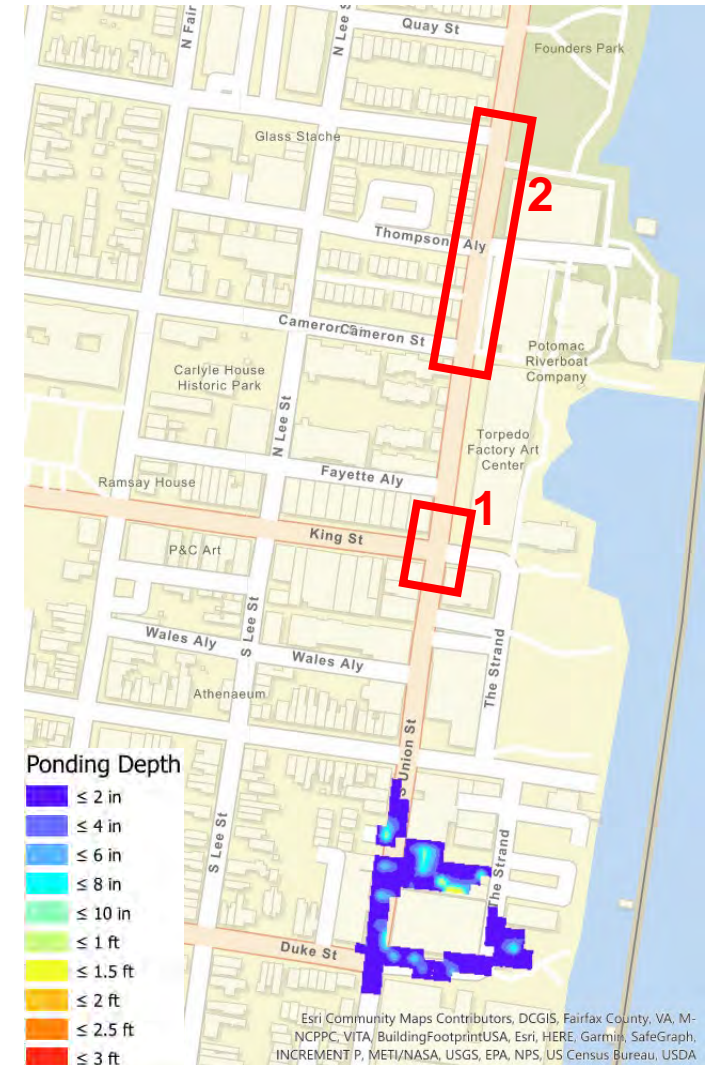 Quay St
Founders Park
N Fair
N Lee S
Glass Stache
2
Thompson Aly
Cameron
Cameron St
Potomac
Riverboat
Company
Carlyle House
Historic Park
N Lee St
Torpedo
Factory Art
Center
Fayette Aly
Ramsay House
1
King St
P&C Art
Wales Aly
S Lee St
Wales Aly
The Strand
Athenaeum
S Union St
Ponding Depth
≤ 2 in
≤ 4 in
≤ 6 in
≤ 8 in
≤ 10 in
≤ 1 ft
≤ 1.5 ft
≤ 2 ft
≤ 2.5 ft
≤ 3 ft
S Lee St
The Strand
Duke St
Esri Community Maps Contributors, DCGIS, Fairfax County, VA, M-
NCPPC, VITA, BuildingFootprintUSA, Esri, HERE, Garmin, SafeGraph,
INCREMENT P, METI/NASA, USGS, EPA, NPS, US Census Bureau, USDA